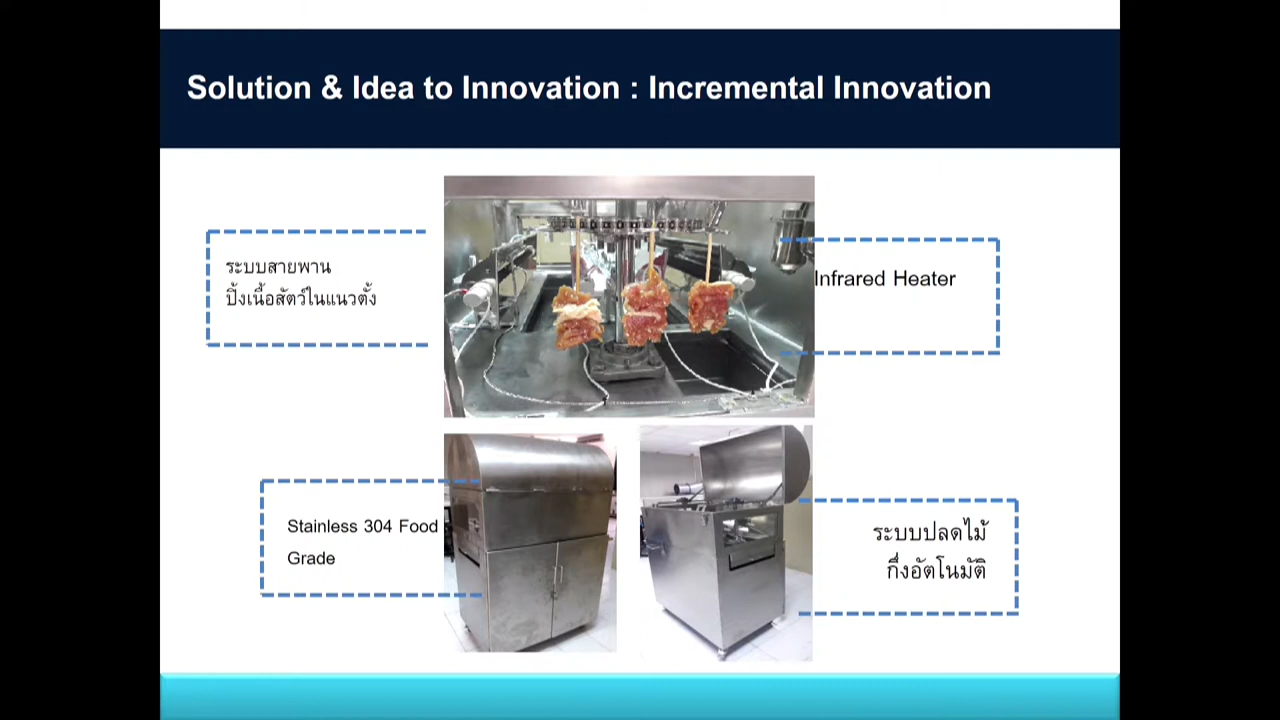 Solution & Idea to Innovation : Incremental Innovation
ระบบสายพาน
ปิ้งเนื้อสัตว์ในแนวตั้ง
Infrared Heater
Stainless 304 Food
Grade
ระบบปลดไม้
กึ่งอัตโนมัติ